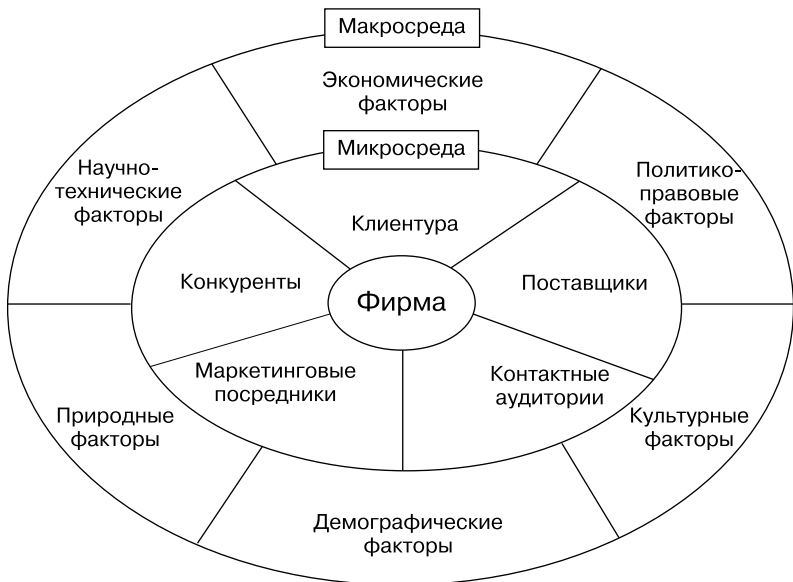 Макросреда
Экономические
факторы
Микросреда
Научно-
технические
факторы
Политико-
правовые
факторы
Клиентура
Конкуренты
Поставщики
Фирма
Маркетинговые
посредники
Контактные
аудитории
Природные
факторы
Культурные
факторы
Демографические
факторы